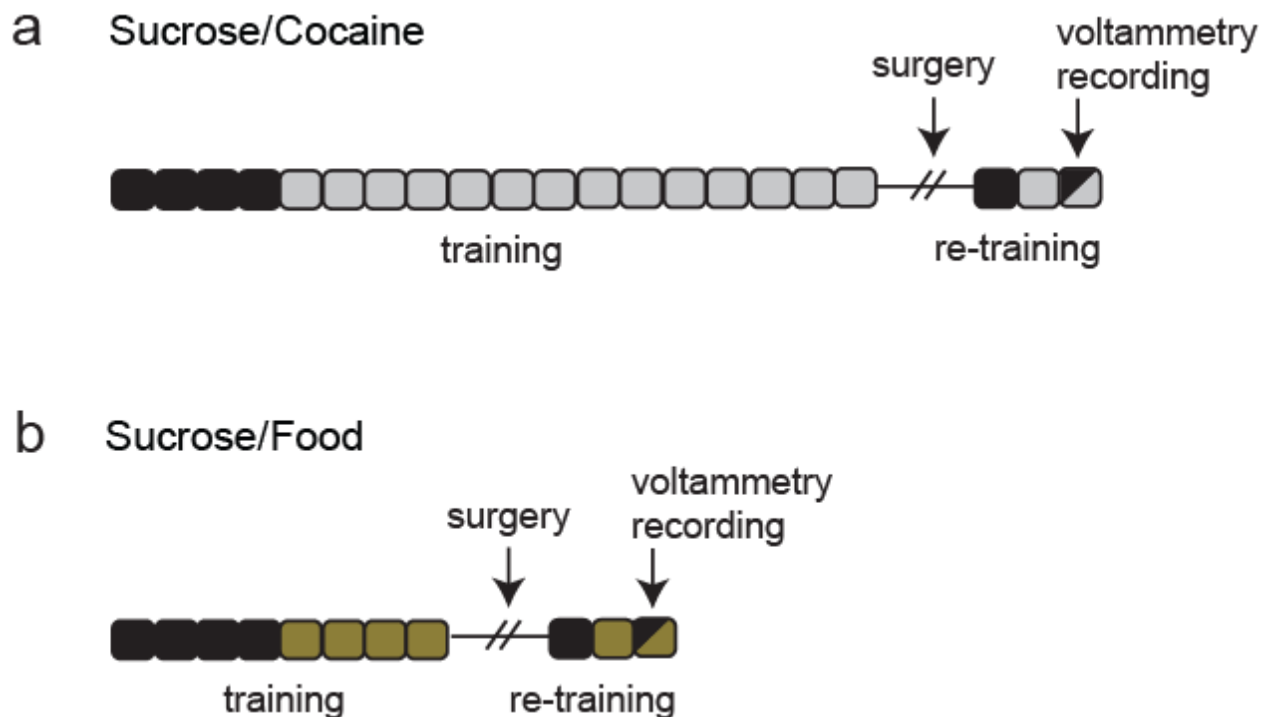 a Sucrose/Cocaine
surgery
voltammetry
recording
training
re-training
b Sucrose/Food
surgery
voltammetry
recording
training
re-training